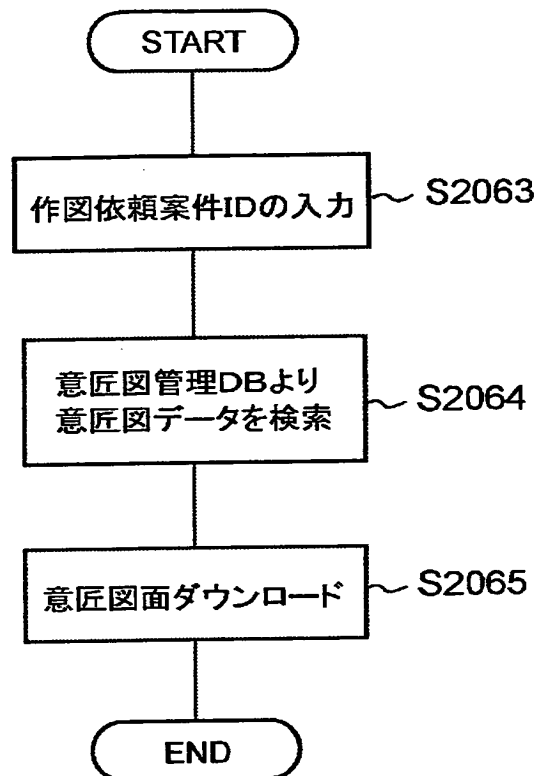 START
作図依頼案件IDの入力
S2063
意匠図管理DBより
意匠図データを検索
S2064
意匠図面ダウンロード
S2065
END